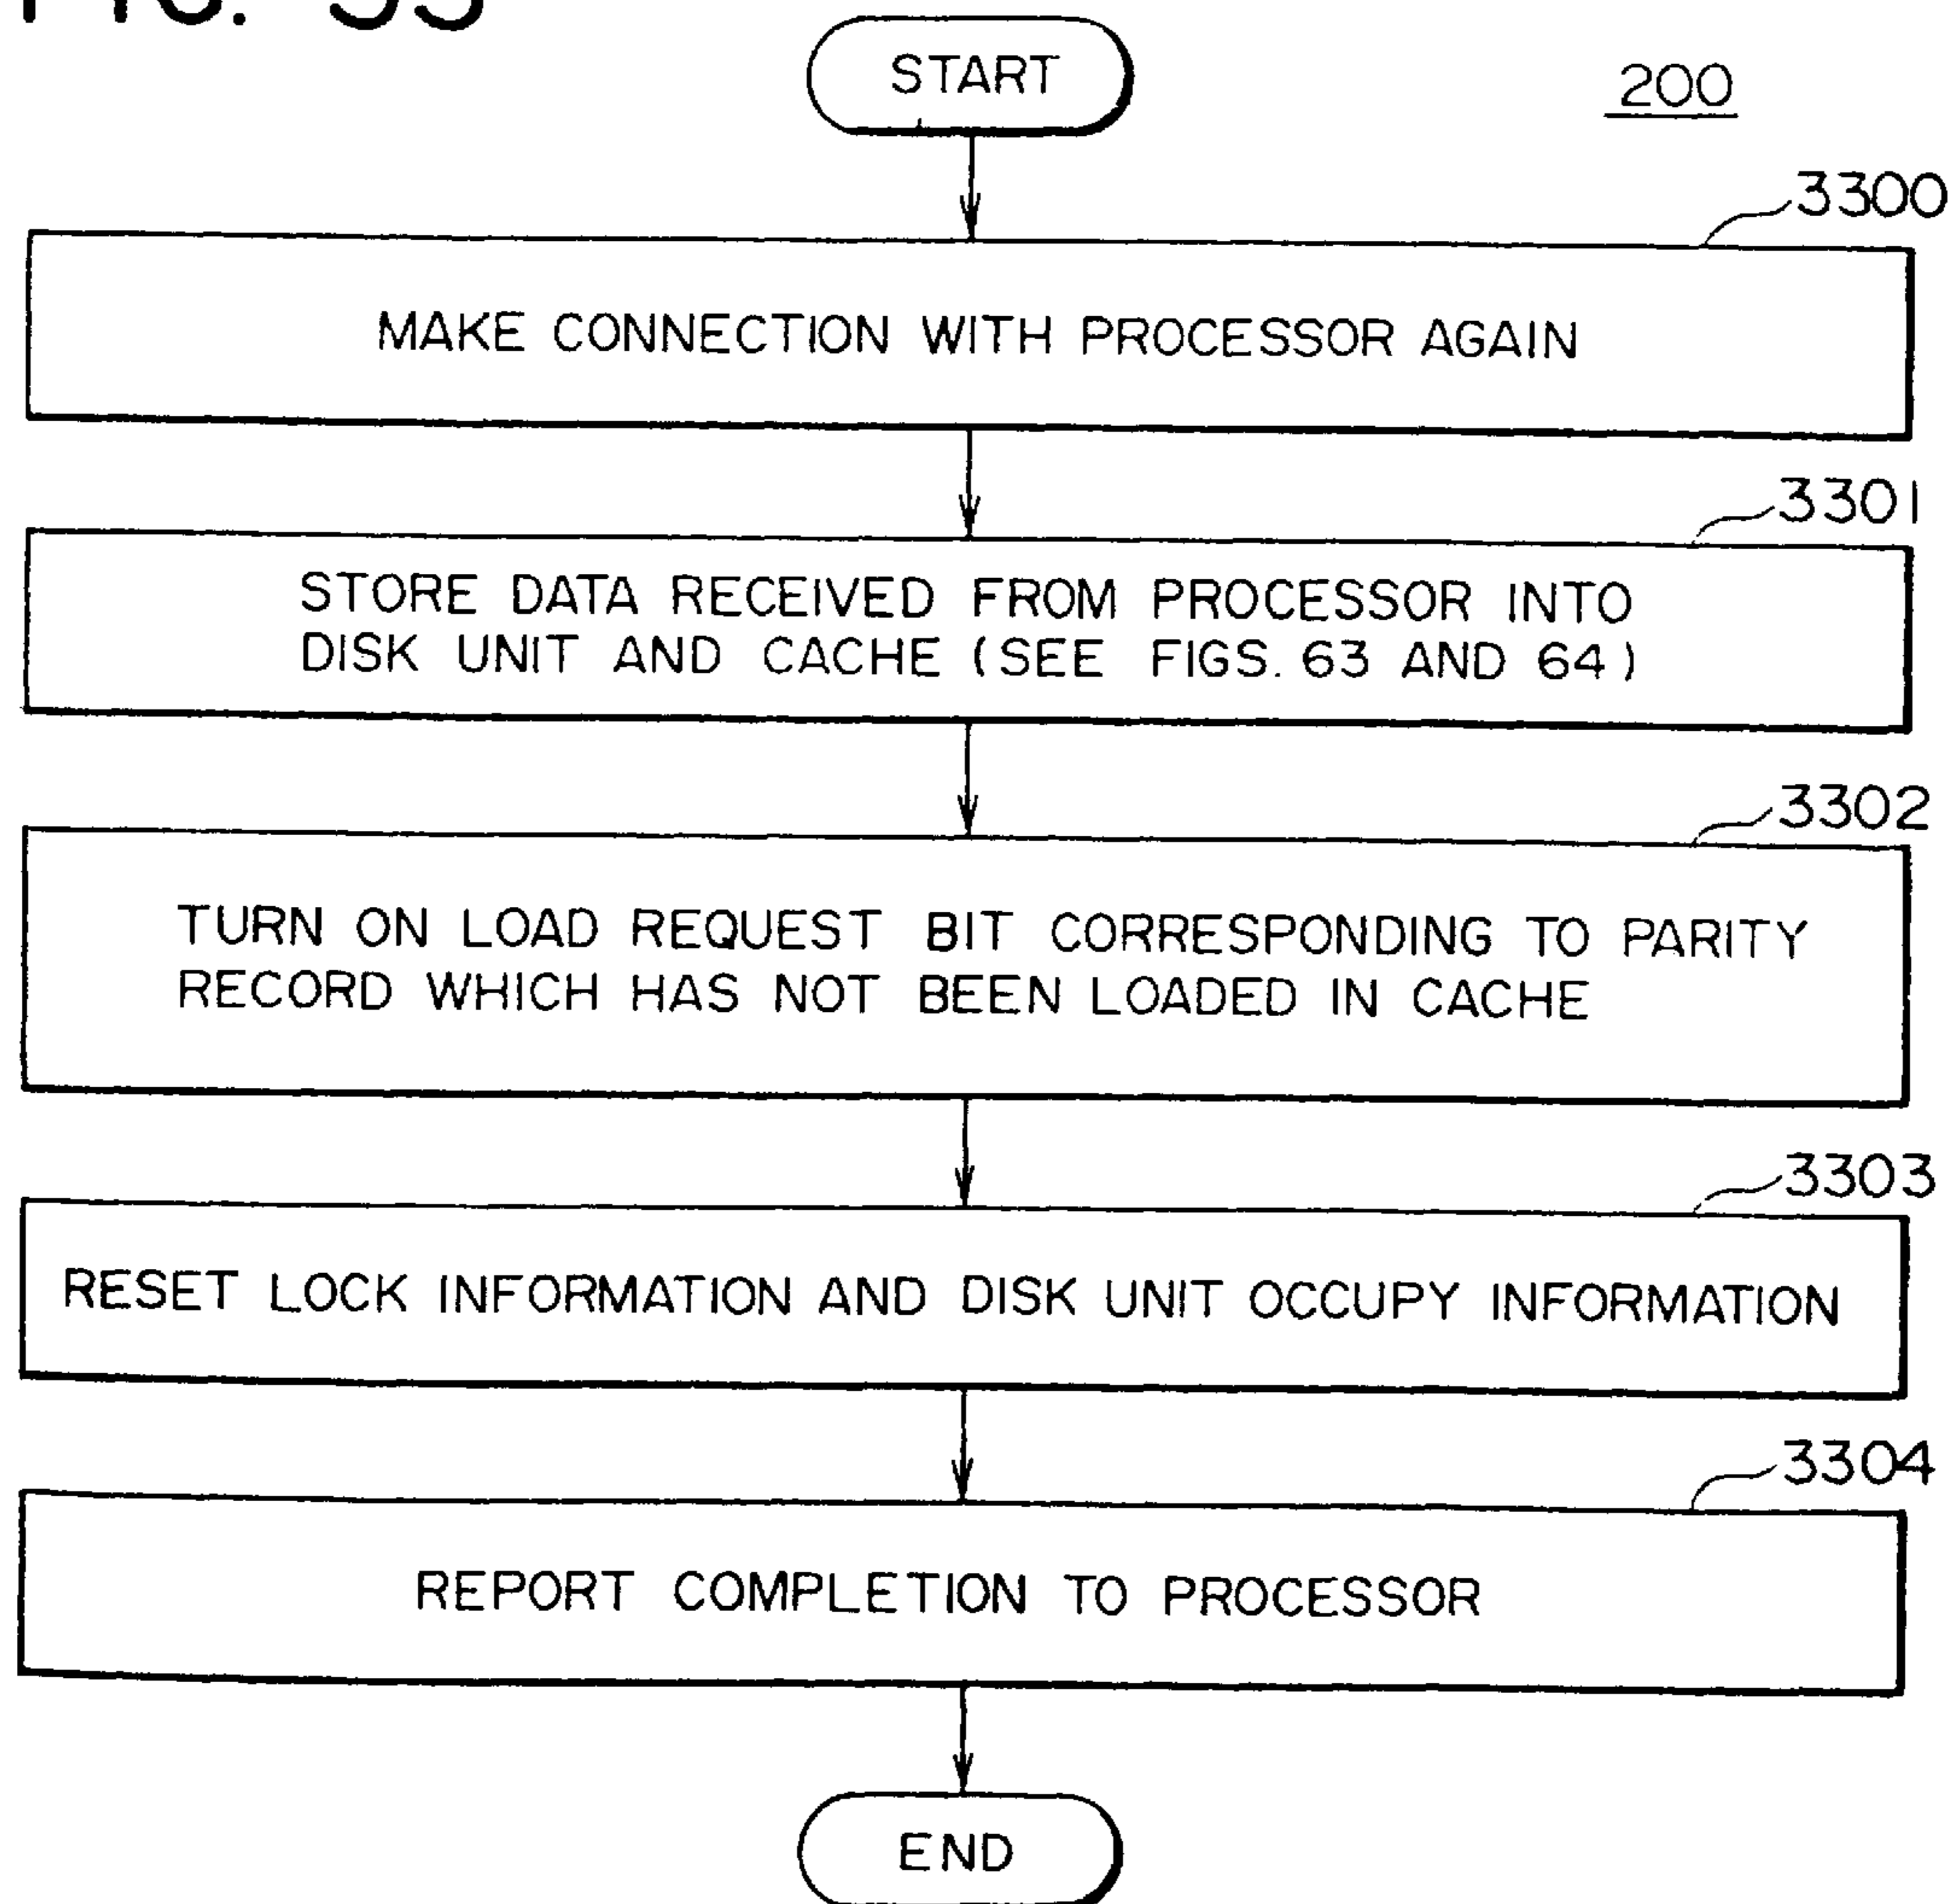 FIG.
START
200
3300
MAKE CONNECTION WITH PROCESSOR AGAIN
3301
STORE DATA RECEIVED FROM PROCESSOR INTO
DISK UNIT AND CACHE (SEE FIGS. 63 AND 64)
3302
TURN ON LOAD REQUEST BIT CORRESPONDING TO PARITY
RECORD WHICH HAS NOT BEEN LOADED IN CACHE
3303
RESET LOCK INFORMATION AND DISK UNIT OCCUPY INFORMATION
3304
REPORT COMPLETION TO PROCESSOR
END